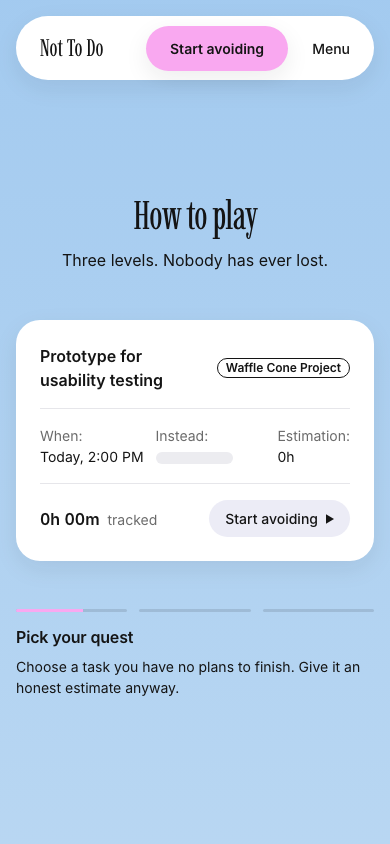 Not To Do
Start avoiding
Menu
How to play
Three levels. Nobody has ever lost.
Prototype for
usability testing
Waffle Cone Project
When:
Today, 2:00 PM
Instead:
Estimation:
0h
0h 00m tracked
Start avoiding
Pick your quest
Choose a task you have no plans to finish. Give it an
honest estimate anyway.